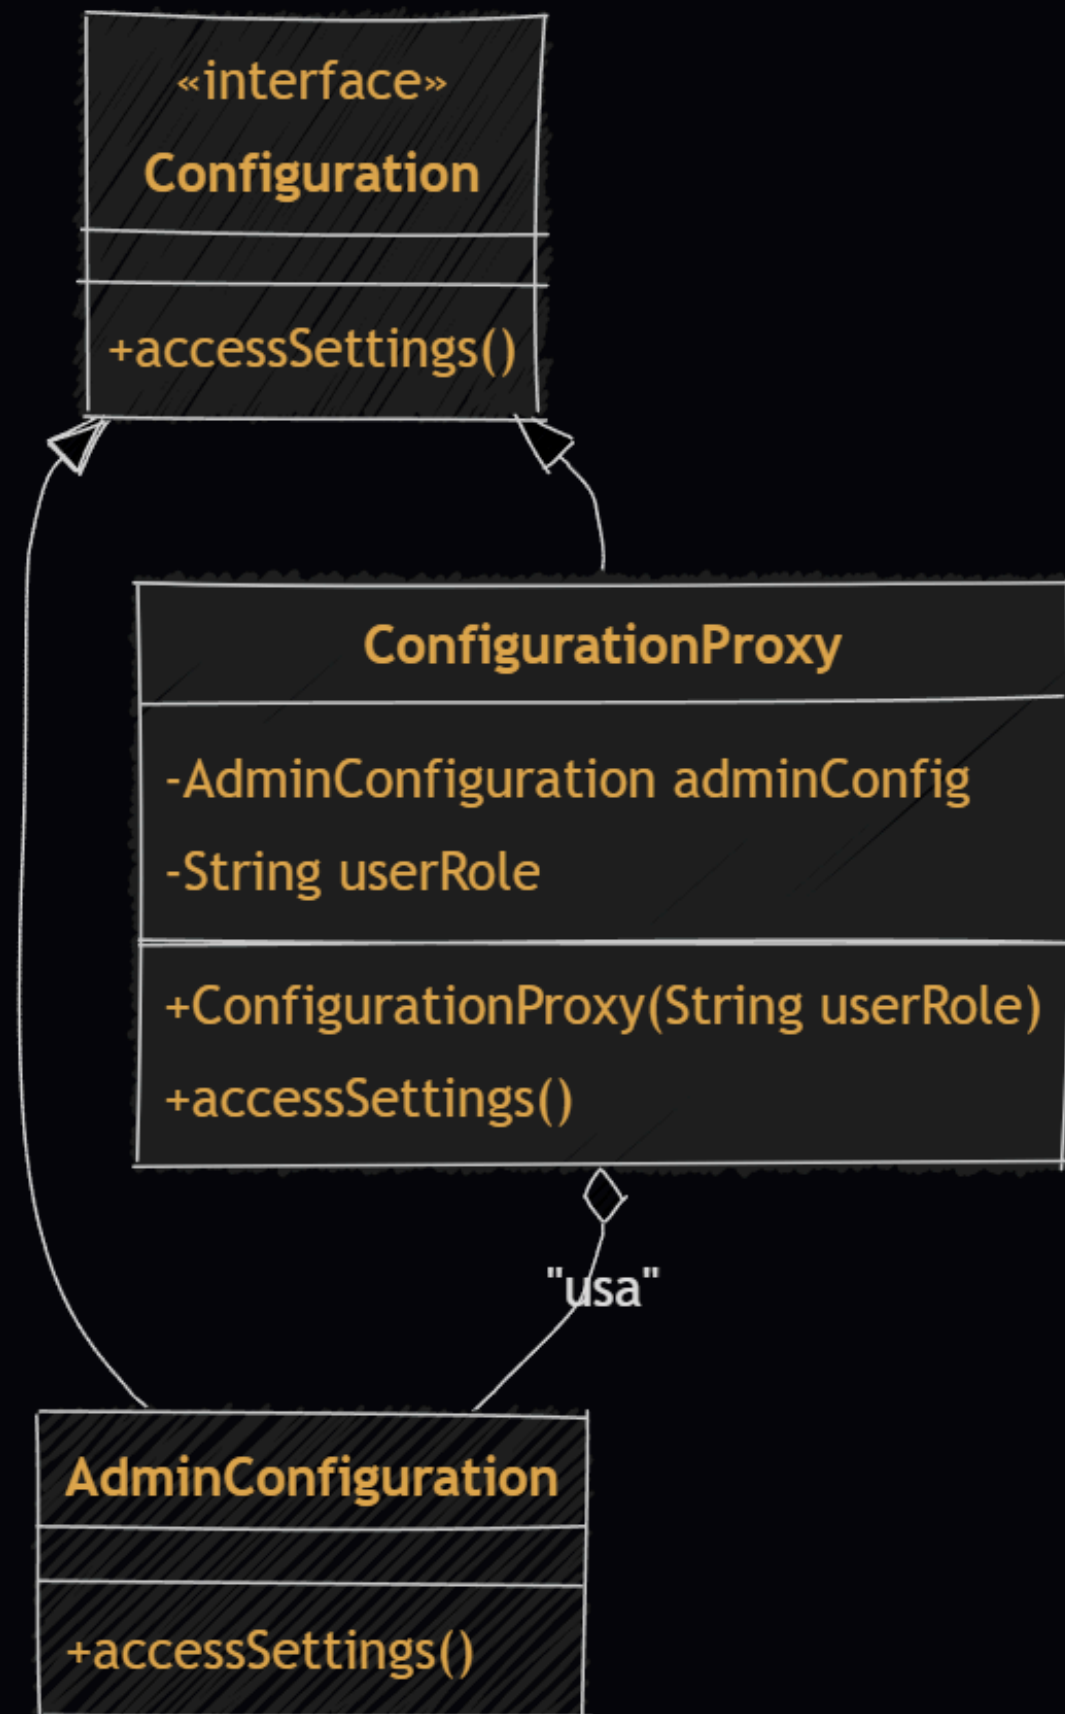 «interface»
Configuration
+accessSettings()
ConfigurationProxy
-AdminConfiguration adminConfig
-String userRole
+ConfigurationProxy(String userRole)
+accessSettings()
"usa"
AdminConfiguration
+accessSettings()